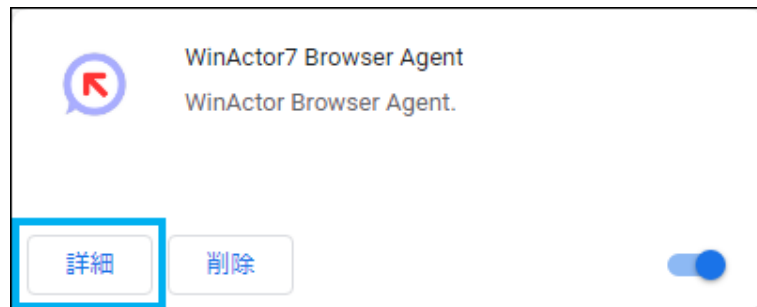 WinActor7 Browser Agent
WinActor Browser Agent.
詳細 削除